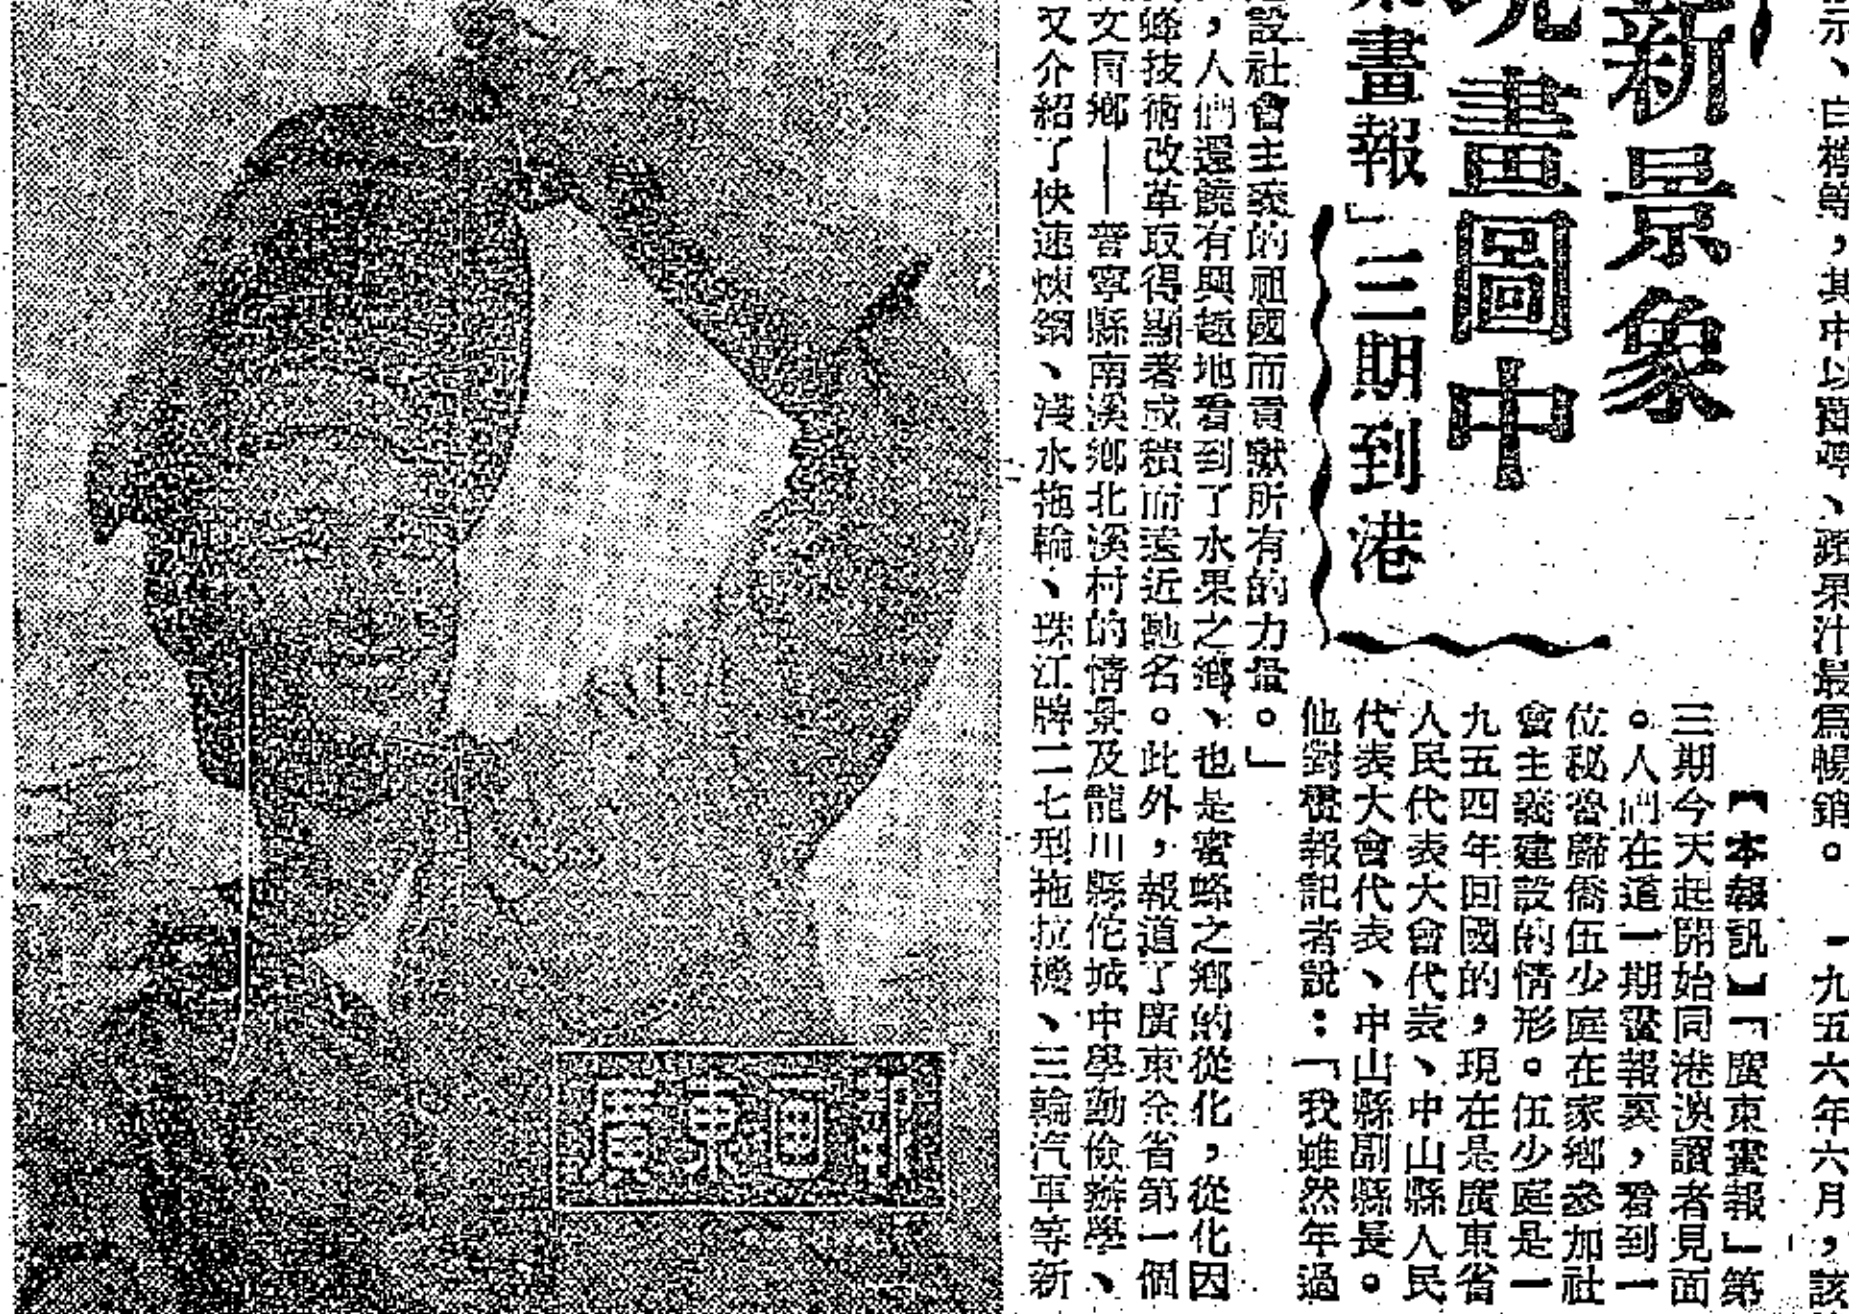 示、白
等,其中以
、蘋果汁最爲暢銷。
一九五六年六月,該
新景象
畫圖中
畫報」三期到港
【本報訊】「廣東畫報」第
三期今天起開始同港澳讀者見面
。人們在這一期畫報裏,看到一
位秘魯歸僑伍少庭在家鄉參加社
會主義建設的情形。伍少庭是一
九五四年回國的,現在是廣東省
人民代表大會代表、中山縣人民
代表大會代表、中山縣副縣長。
他對畫報記者說:「我雖然年過
設社會主義的祖國而貢獻所有的力量。」
,人們還饒有興趣地看到了水果之鄉、也是蜜蜂之鄉的從化,從化因
蜂技術改革取得顯著成績而遠近馳名。此外,報道了廣東全省第一個
文盲鄉——普寧縣南溪鄉北溪村的情景及龍川縣佗城中學勤儉辦學、
又介紹了快速煉鋼、淺水拖輪、珠江牌二七型拖拉機、三輪汽車等新
廣東画報